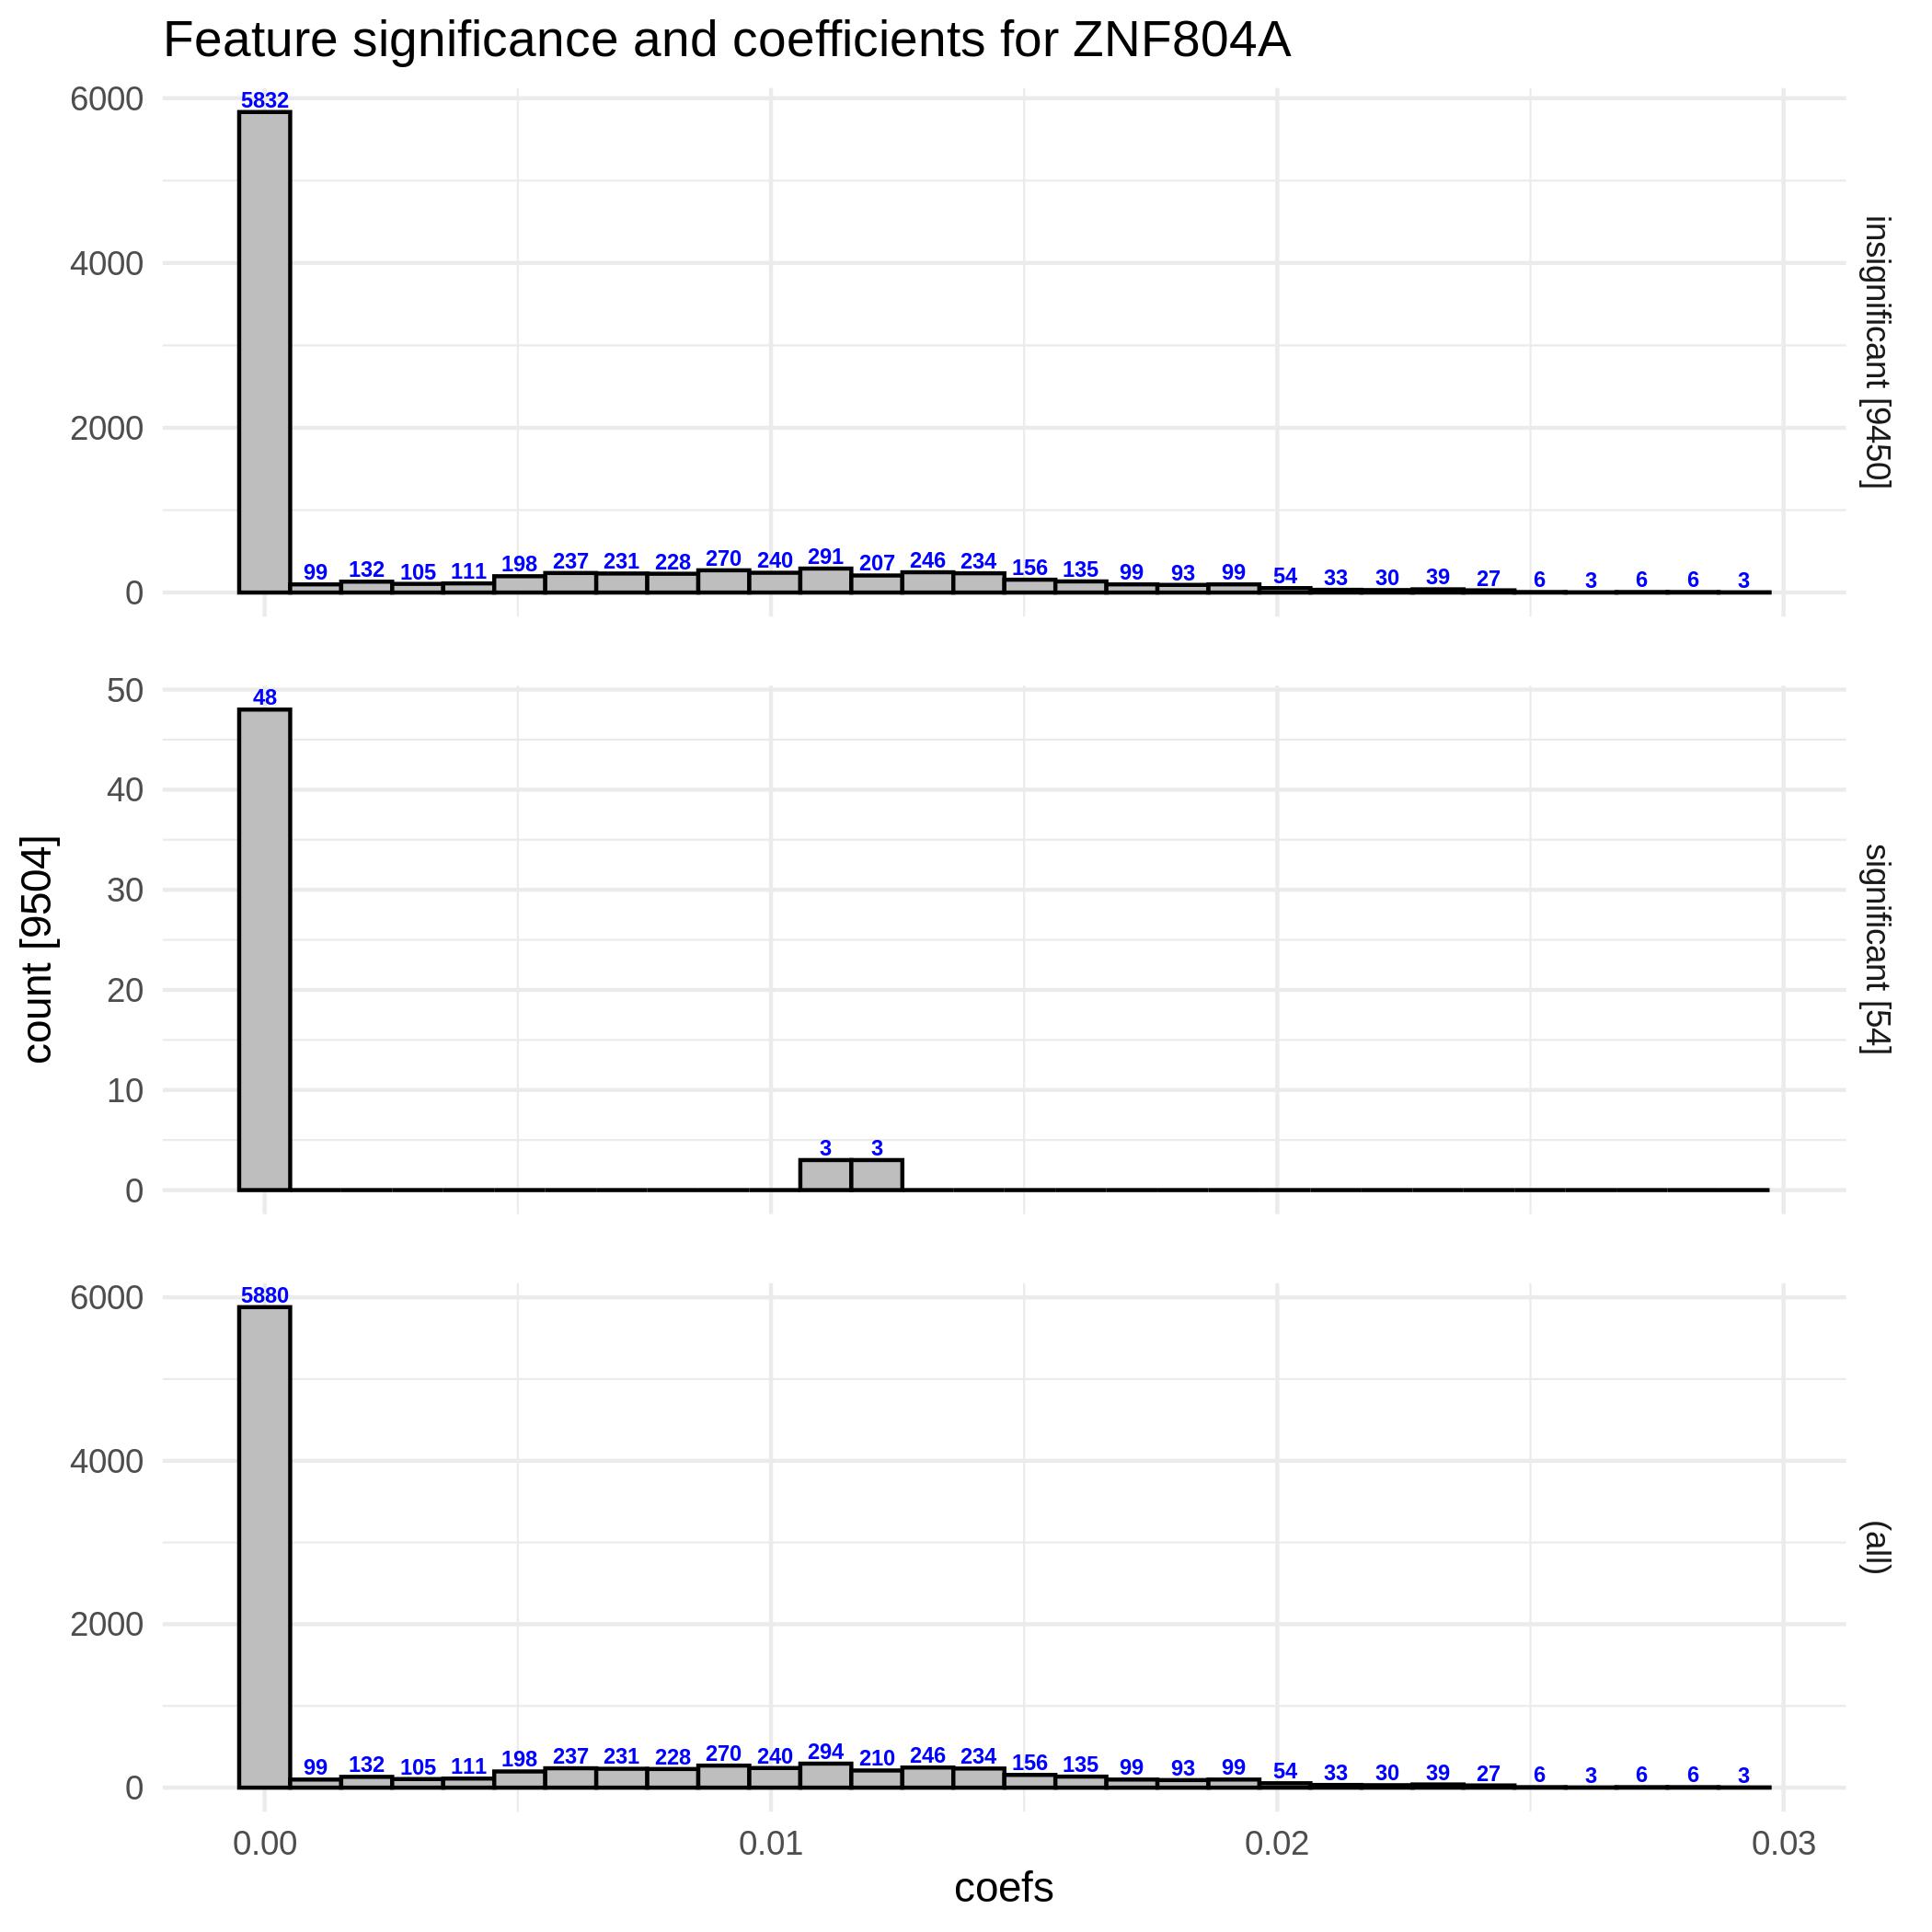 Feature significance and coefficients for ZNF804A
6000
4000
2000
0
5832
99 132 105 111 198 237 231 228 270 240 291 207 246 234 156 135 99 93 99 54 33 30 39 27 6 3 6 6 3
insignificant [9450]
count [9504]
50
40
30
20
10
0
48
3 3
significant [54]
6000
4000
2000
0
5880
99 132 105 111 198 237 231 228 270 240 294 210 246 234 156 135 99 93 99 54 33 30 39 27 6 3 6 6 3
(all)
0.00 0.01 0.02 0.03
coefs